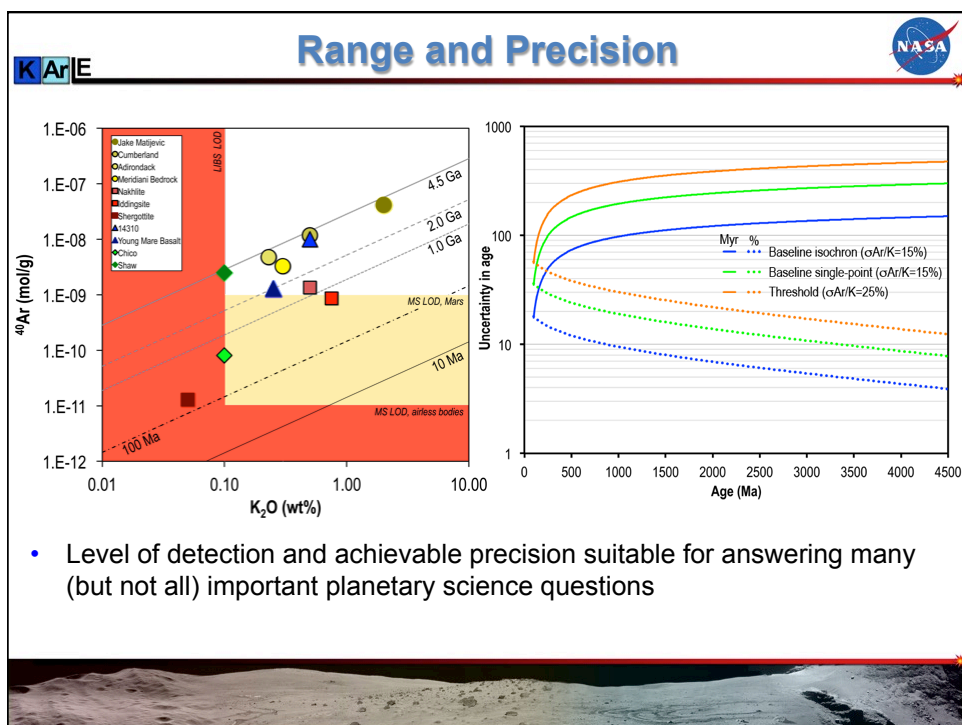 Range and Precision
K Ar E
NASA
1.E-06
1.E-07
1.E-08
1.E-09
1.E-10
1.E-11
1.E-12
⁴⁰Ar (mol/g)
Jake Matijevic
Cumberland
Adirondack
Meridiani Bedrock
Nakhlite
Iddingsite
Shergottite
14310
Young Mare Basalt
Chico
Shaw
LIBS LOD
4.5 Ga
2.0 Ga
1.0 Ga
MS LOD, Mars
10 Ma
MS LOD, airless bodies
100 Ma
0.01 0.10 1.00 10.00
K₂O (wt%)
1000
100
10
1
Uncertainty in age
Myr %
Baseline isochron (σAr/K=15%)
Baseline single-point (σAr/K=15%)
Threshold (σAr/K=25%)
0 500 1000 1500 2000 2500 3000 3500 4000 4500
Age (Ma)
• Level of detection and achievable precision suitable for answering many
(but not all) important planetary science questions